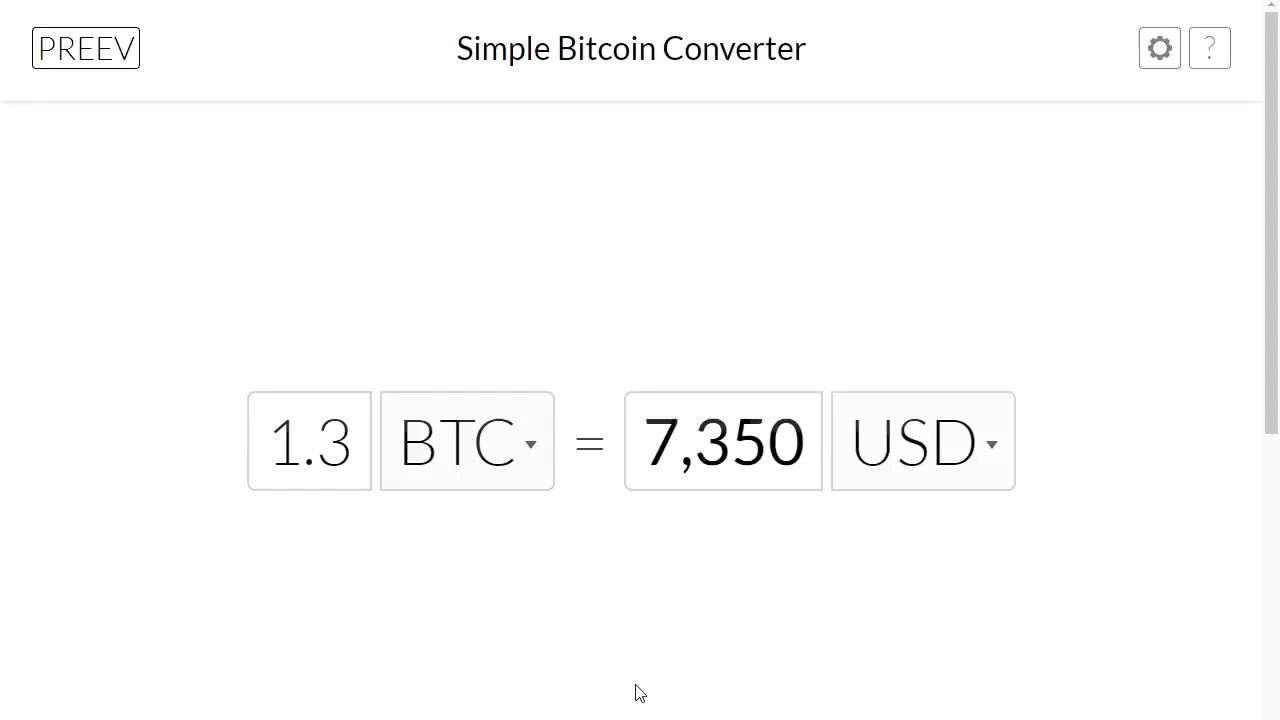 PREEV Simple Bitcoin Converter ?
1.3 BTC = 7,350 USD